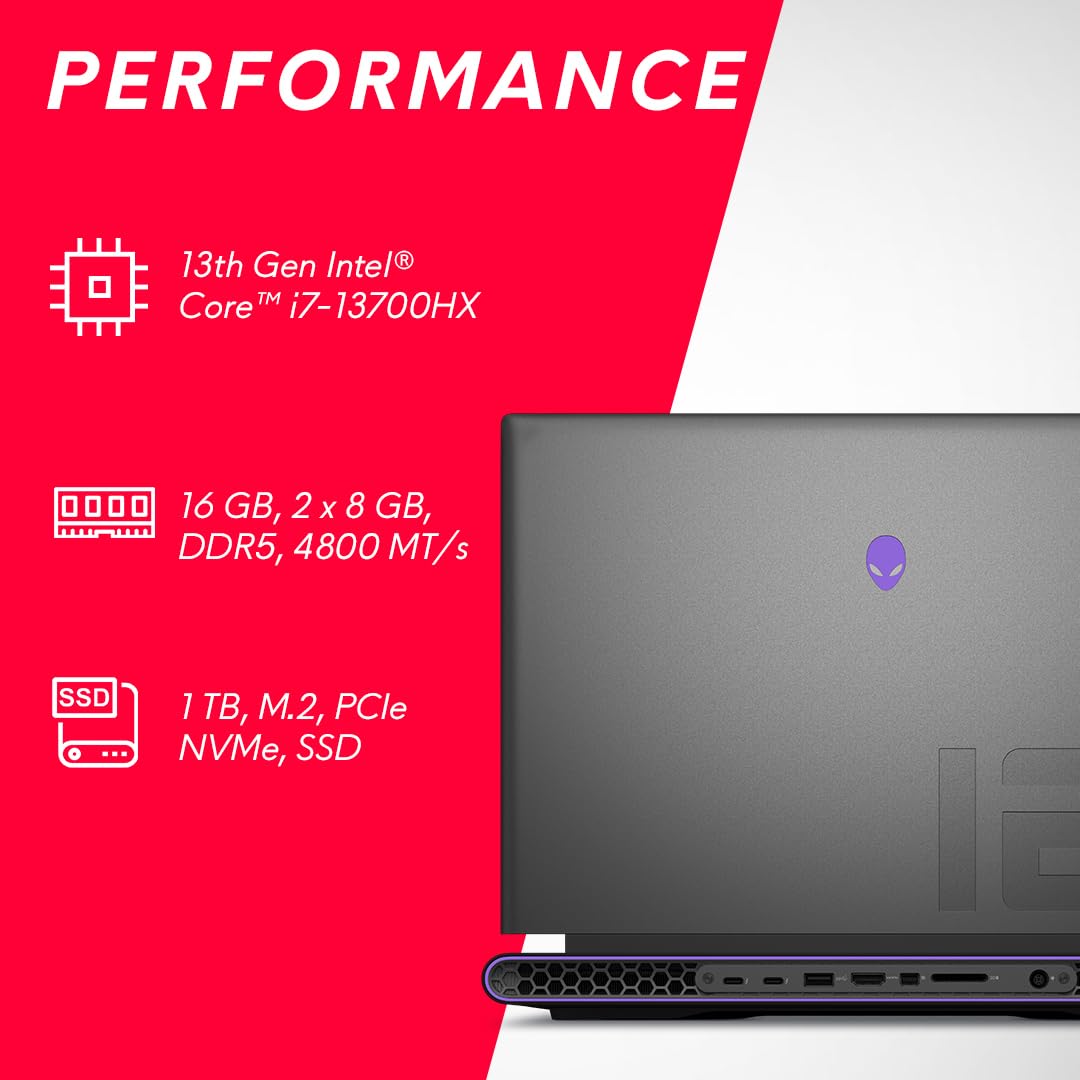 PERFORMANCE
13th Gen Intel®
Core™ i7-13700HX
16 GB, 2 x 8 GB,
DDR5, 4800 MT/s
SSD
1 TB, M.2, PCIe
NVMe, SSD